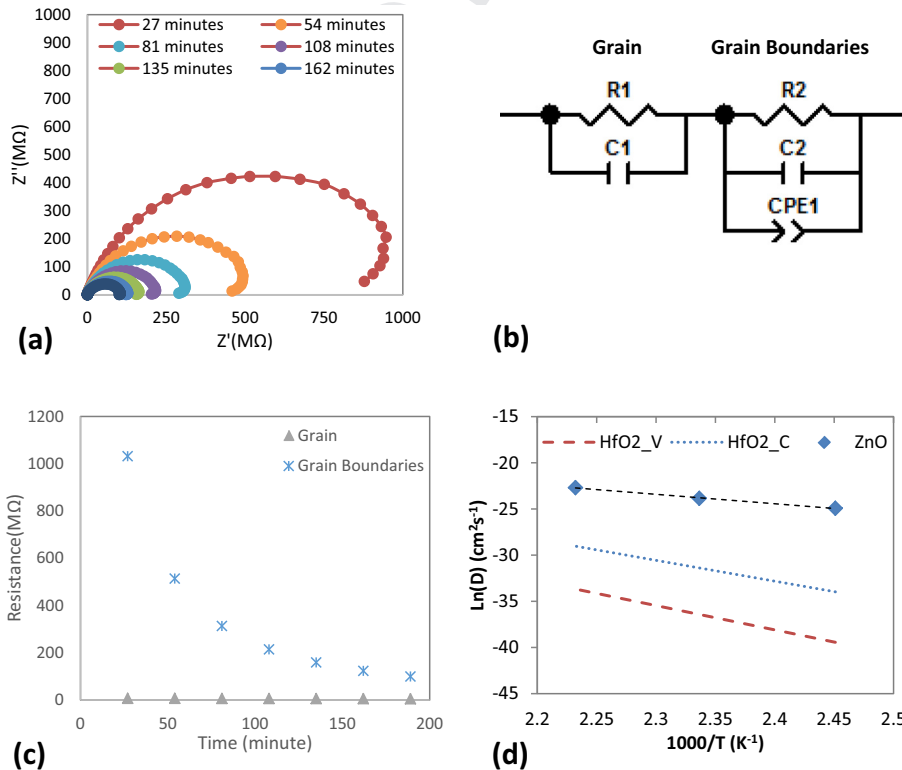 1000
900
800
700
600
500
400
300
200
100
0
Z''(MΩ)
27 minutes 54 minutes
81 minutes 108 minutes
135 minutes 162 minutes
0 250 500 750 1000
Z'(MΩ)
(a)
Grain Grain Boundaries
R1 R2
C1 C2
CPE1
(b)
1200
1000
800
600
400
200
0
Resistance(MΩ)
Grain
Grain Boundaries
0 50 100 150 200
Time (minute)
(c)
-15
-20
-25
-30
-35
-40
-45
Ln(D) (cm²s⁻¹)
HfO2_V HfO2_C ZnO
2.2 2.25 2.3 2.35 2.4 2.45 2.5
1000/T (K⁻¹)
(d)